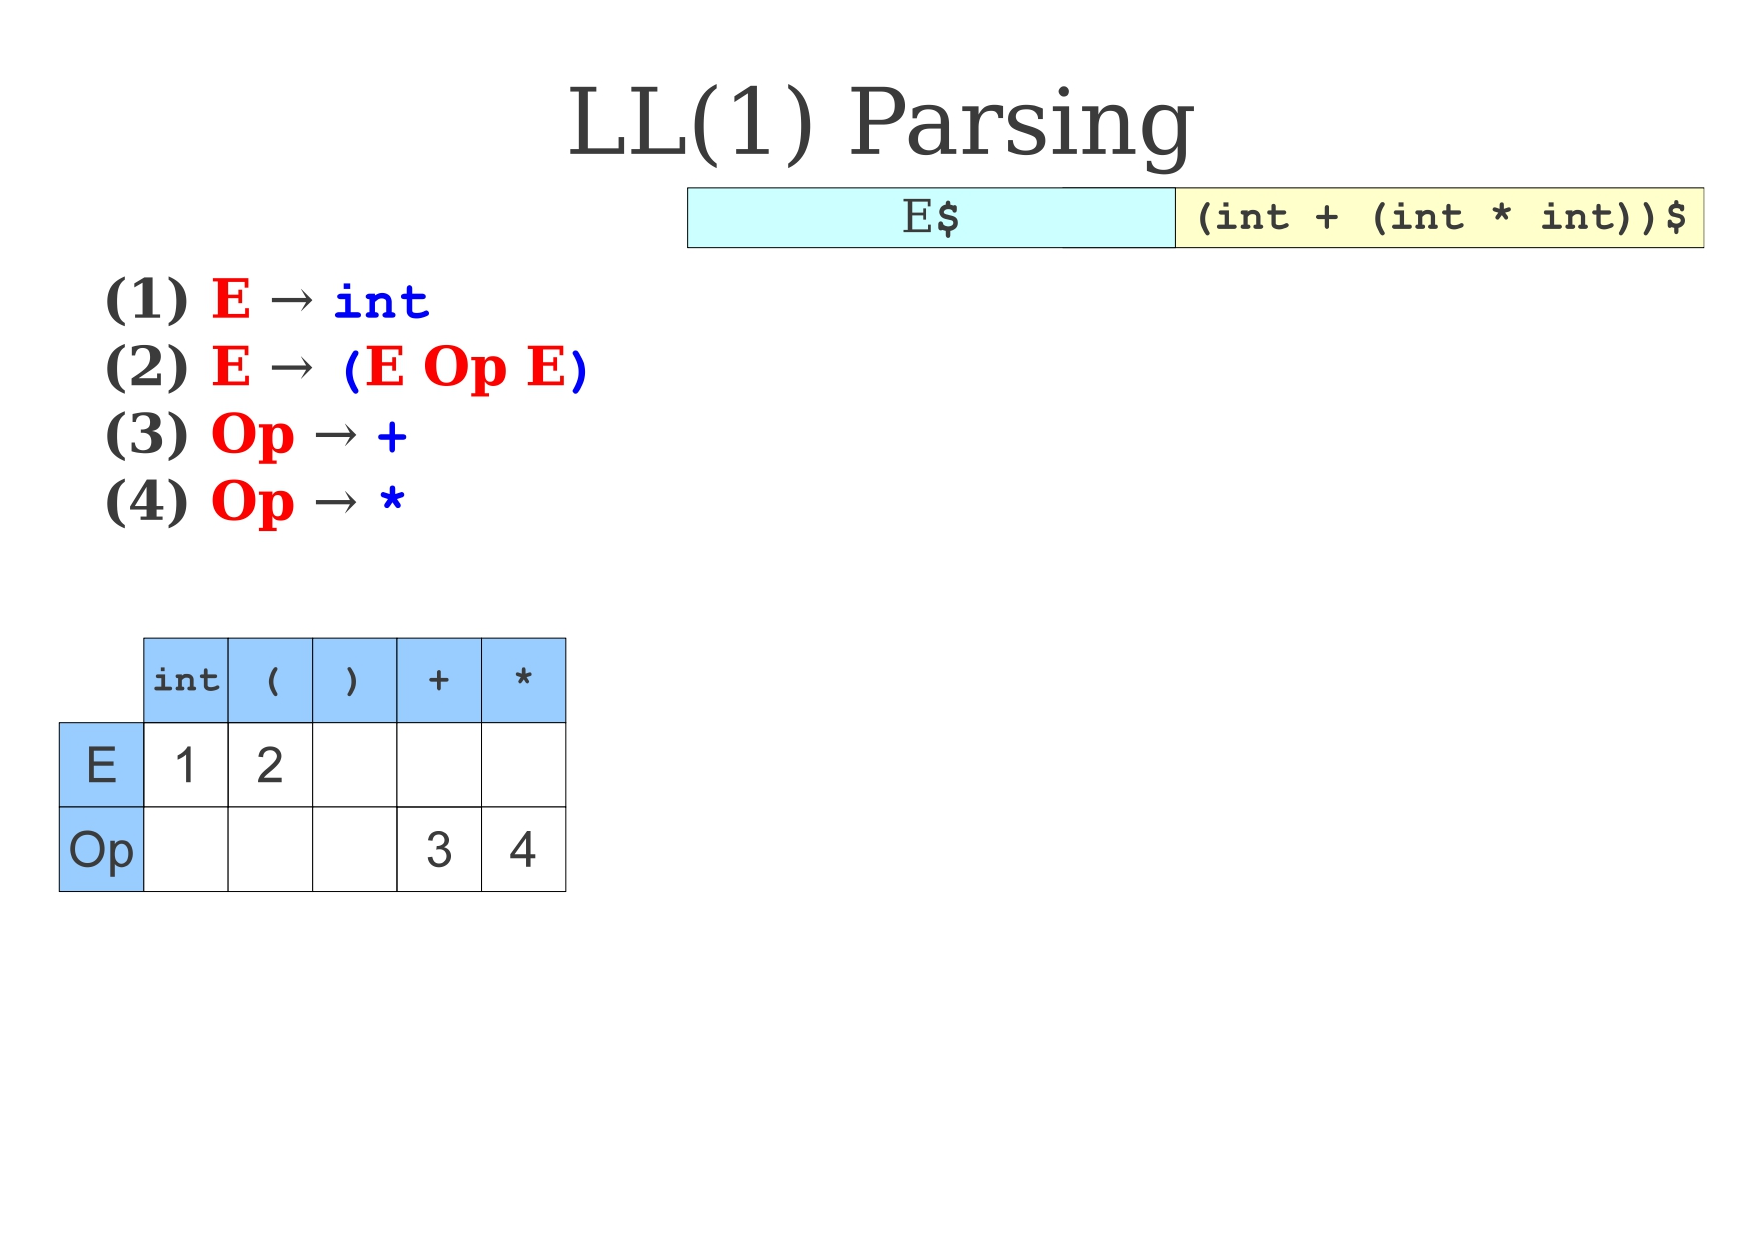 LL(1) Parsing
E$ (int + (int * int))$
(1) E → int
(2) E → (E Op E)
(3) Op → +
(4) Op → *
int ( ) + *
E 1 2
Op 3 4